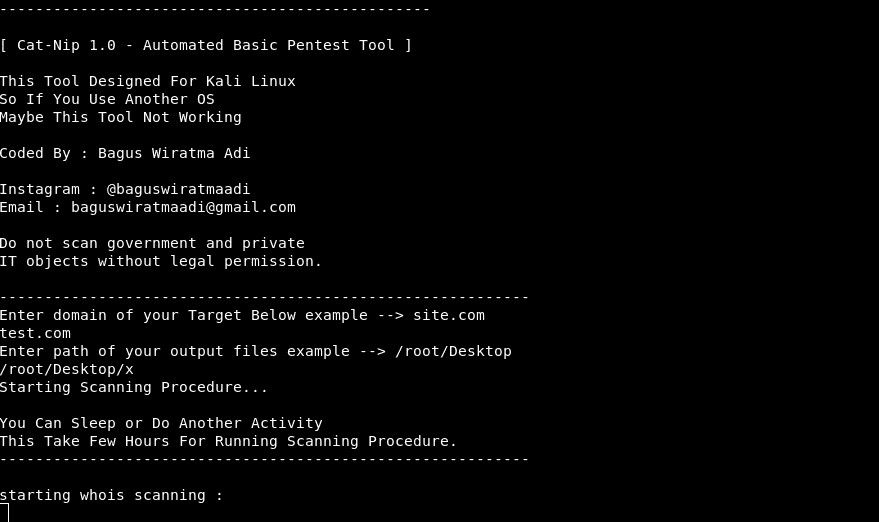 ------------------------------------------------
[ Cat-Nip 1.0 - Automated Basic Pentest Tool ]
This Tool Designed For Kali Linux
So If You Use Another OS
Maybe This Tool Not Working
Coded By : Bagus Wiratma Adi
Instagram : @baguswiratmaadi
Email : baguswiratmaadi@gmail.com
Do not scan government and private
IT objects without legal permission.
-----------------------------------------------------------
Enter domain of your Target Below example --> site.com
test.com
Enter path of your output files example --> /root/Desktop
/root/Desktop/x
Starting Scanning Procedure...
You Can Sleep or Do Another Activity
This Take Few Hours For Running Scanning Procedure.
-----------------------------------------------------------
starting whois scanning :